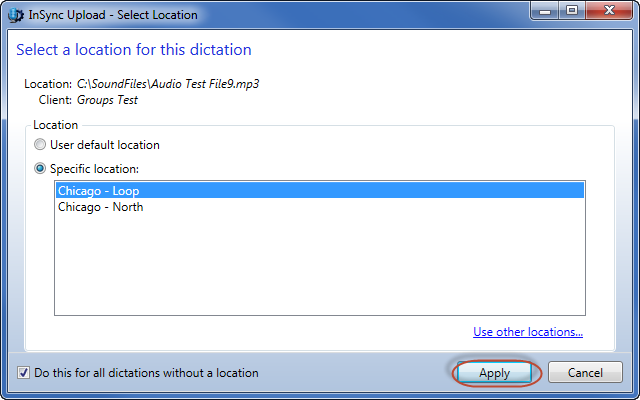 InSync Upload - Select Location
Select a location for this dictation
Location: C:\SoundFiles\Audio Test File9.mp3
Client: Groups Test
Location
User default location
Specific location:
Chicago - Loop
Chicago - North
Use other locations...
Do this for all dictations without a location
Apply
Cancel